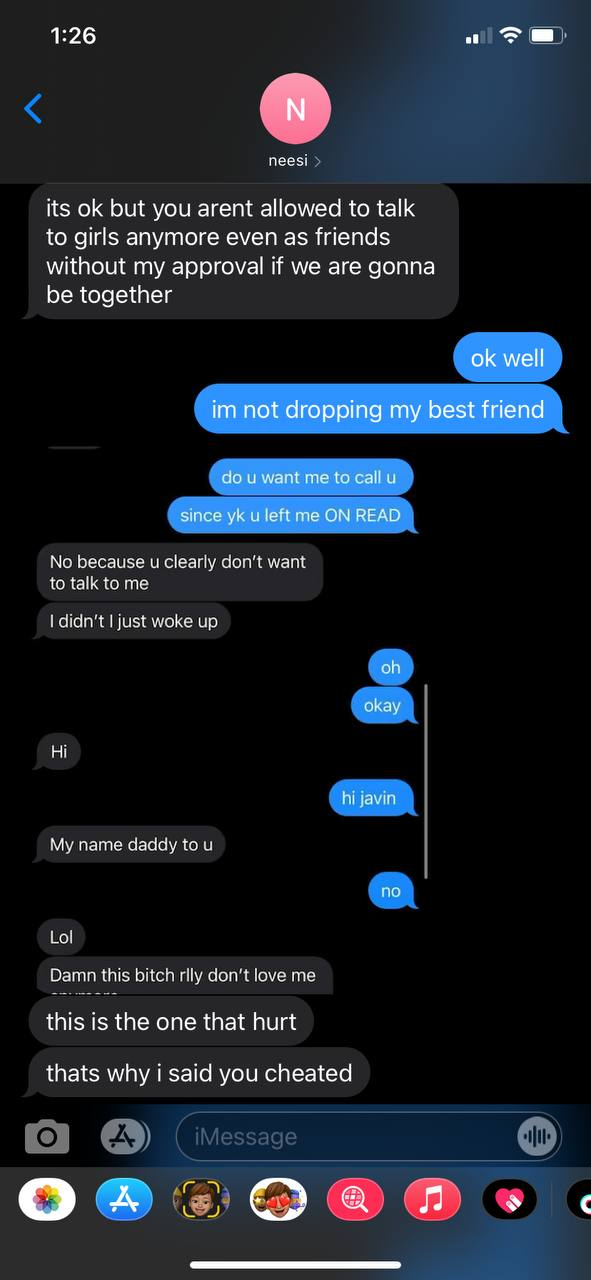 1:26
N
neesi
its ok but you arent allowed to talk
to girls anymore even as friends
without my approval if we are gonna
be together
ok well
im not dropping my best friend
do u want me to call u
since yk u left me ON READ
No because u clearly don't want
to talk to me
I didn't I just woke up
oh
okay
Hi
hi javin
My name daddy to u
no
Lol
Damn this bitch rlly don't love me
this is the one that hurt
thats why i said you cheated
iMessage